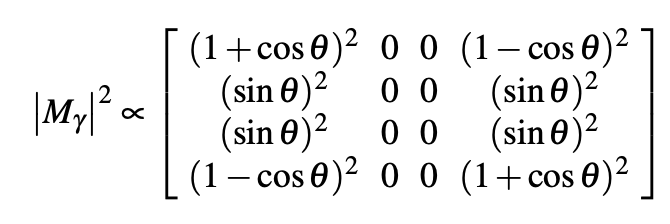 |M_γ|² ∝ [ (1+cos θ)² 0 0 (1−cos θ)²
(sin θ)² 0 0 (sin θ)²
(sin θ)² 0 0 (sin θ)²
(1−cos θ)² 0 0 (1+cos θ)² ]